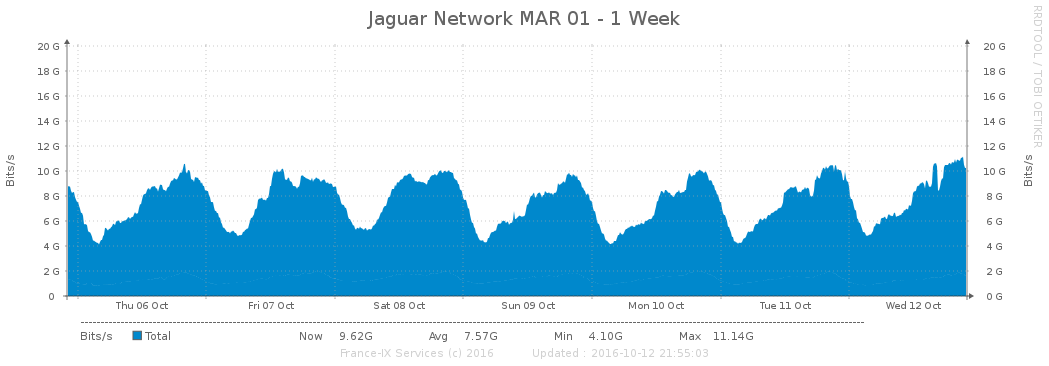 Jaguar Network MAR 01 - 1 Week
RRDTOOL / TOBI OETIKER
Bits/s
20 G
18 G
16 G
14 G
12 G
10 G
8 G
6 G
4 G
2 G
0
20 G
18 G
16 G
14 G
12 G
10 G
8 G
6 G
4 G
2 G
0 G
Bits/s
Thu 06 Oct Fri 07 Oct Sat 08 Oct Sun 09 Oct Mon 10 Oct Tue 11 Oct Wed 12 Oct
Bits/s Total Now 9.62G Avg 7.57G Min 4.10G Max 11.14G
France-IX Services (c) 2016 Updated : 2016-10-12 21:55:03